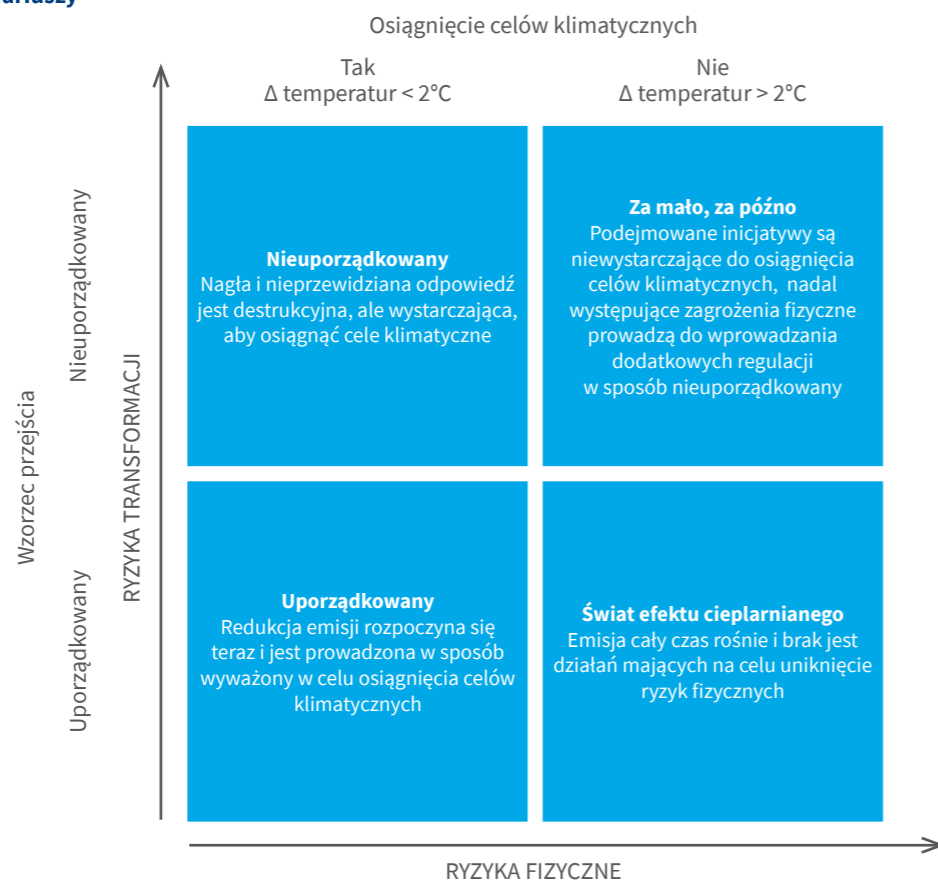 Osiągnięcie celów klimatycznych
Tak
Δ temperatur < 2°C
Nie
Δ temperatur > 2°C
Wzorzec przejścia
Nieuporządkowany
Uporządkowany
RYZYKA TRANSFORMACJI
Nieuporządkowany
Nagła i nieprzewidziana odpowiedź
jest destrukcyjna, ale wystarczająca,
aby osiągnąć cele klimatyczne
Za mało, za późno
Podejmowane inicjatywy są
niewystarczające do osiągnięcia
celów klimatycznych, nadal
występujące zagrożenia fizyczne
prowadzą do wprowadzania
dodatkowych regulacji
w sposób nieuporządkowany
Uporządkowany
Redukcja emisji rozpoczyna się
teraz i jest prowadzona w sposób
wyważony w celu osiągnięcia celów
klimatycznych
Świat efektu cieplarnianego
Emisja cały czas rośnie i brak jest
działań mających na celu uniknięcie
ryzyk fizycznych
RYZYKA FIZYCZNE